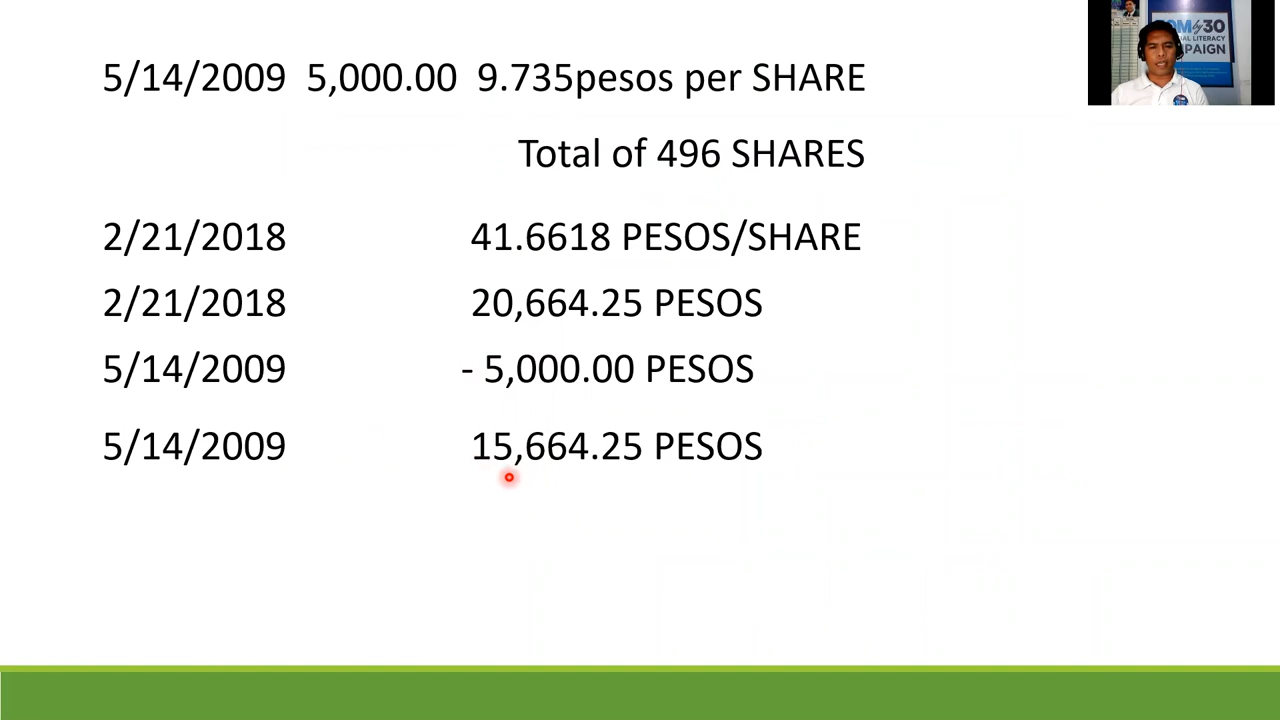 5/14/2009 5,000.00 9.735pesos per SHARE
Total of 496 SHARES
2/21/2018 41.6618 PESOS/SHARE
2/21/2018 20,664.25 PESOS
5/14/2009 - 5,000.00 PESOS
5/14/2009 15,664.25 PESOS
by30
LITERACY